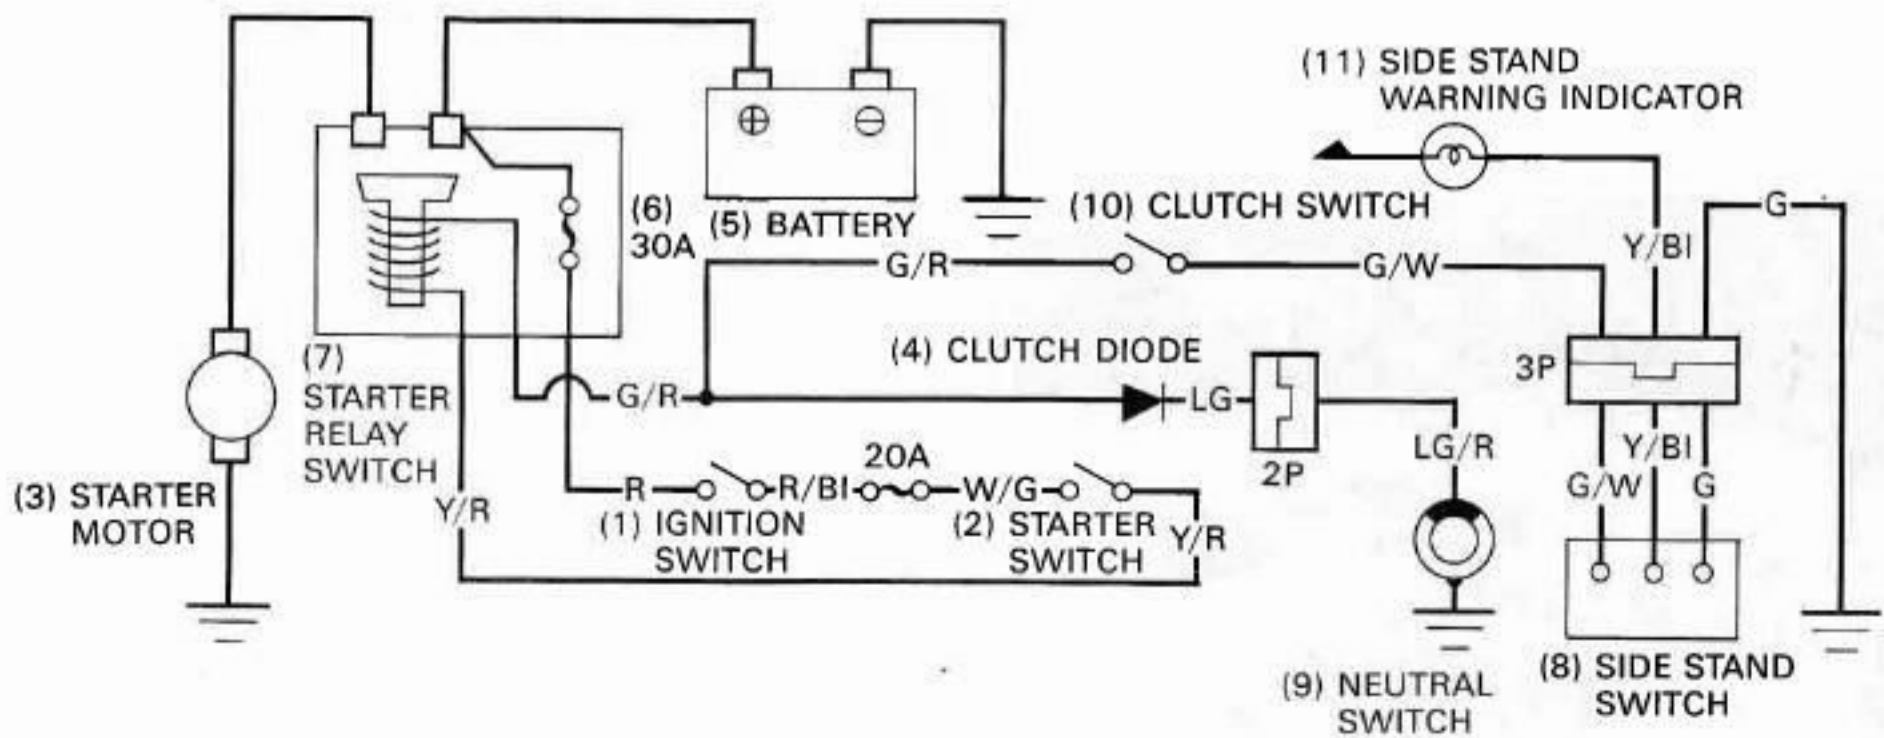 (11) SIDE STAND
WARNING INDICATOR
(6)
30A
(5) BATTERY
(10) CLUTCH SWITCH
G
G/R
G/W
Y/Bl
(7)
STARTER
RELAY
SWITCH
(4) CLUTCH DIODE
3P
G/R
LG
2P
LG/R
Y/Bl
G/W
G
(3) STARTER
MOTOR
Y/R
R
R/Bl
20A
W/G
(1) IGNITION
SWITCH
(2) STARTER
SWITCH
Y/R
(9) NEUTRAL
SWITCH
(8) SIDE STAND
SWITCH